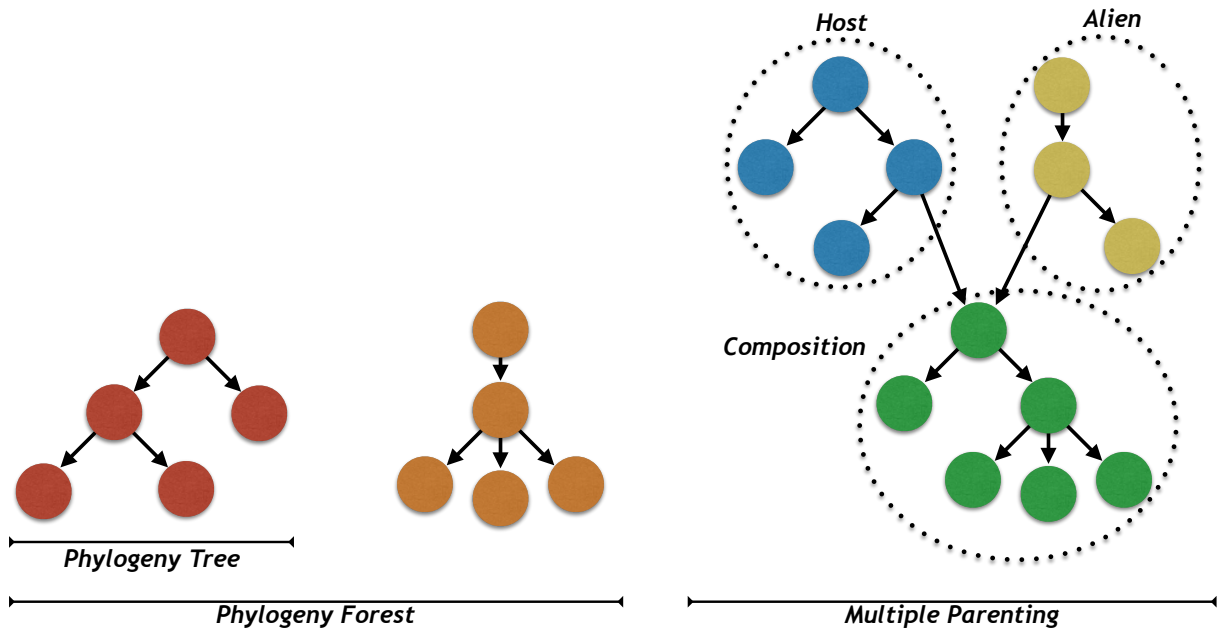 Host
Alien
Composition
Phylogeny Tree
Phylogeny Forest
Multiple Parenting